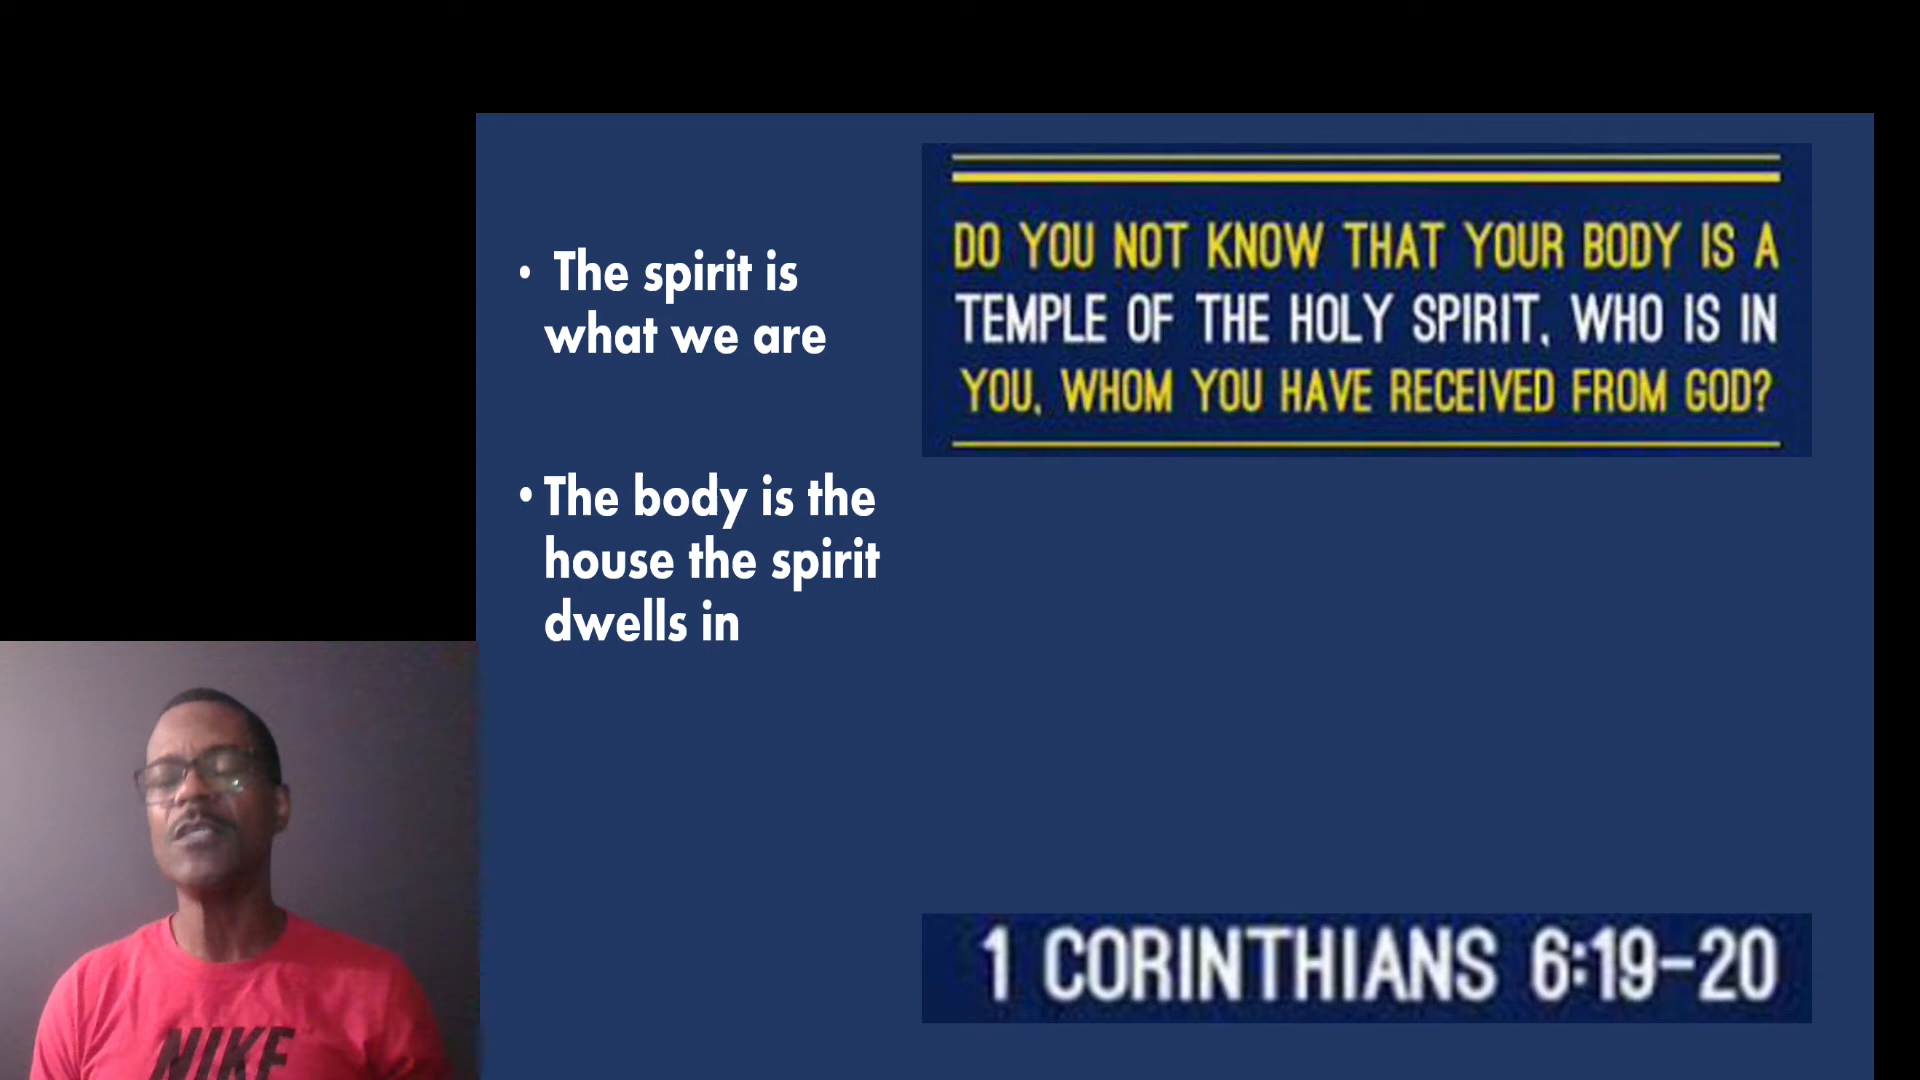 • The spirit is
what we are
• The body is the
house the spirit
dwells in
DO YOU NOT KNOW THAT YOUR BODY IS A
TEMPLE OF THE HOLY SPIRIT, WHO IS IN
YOU, WHOM YOU HAVE RECEIVED FROM GOD?
1 CORINTHIANS 6:19-20
NIKE